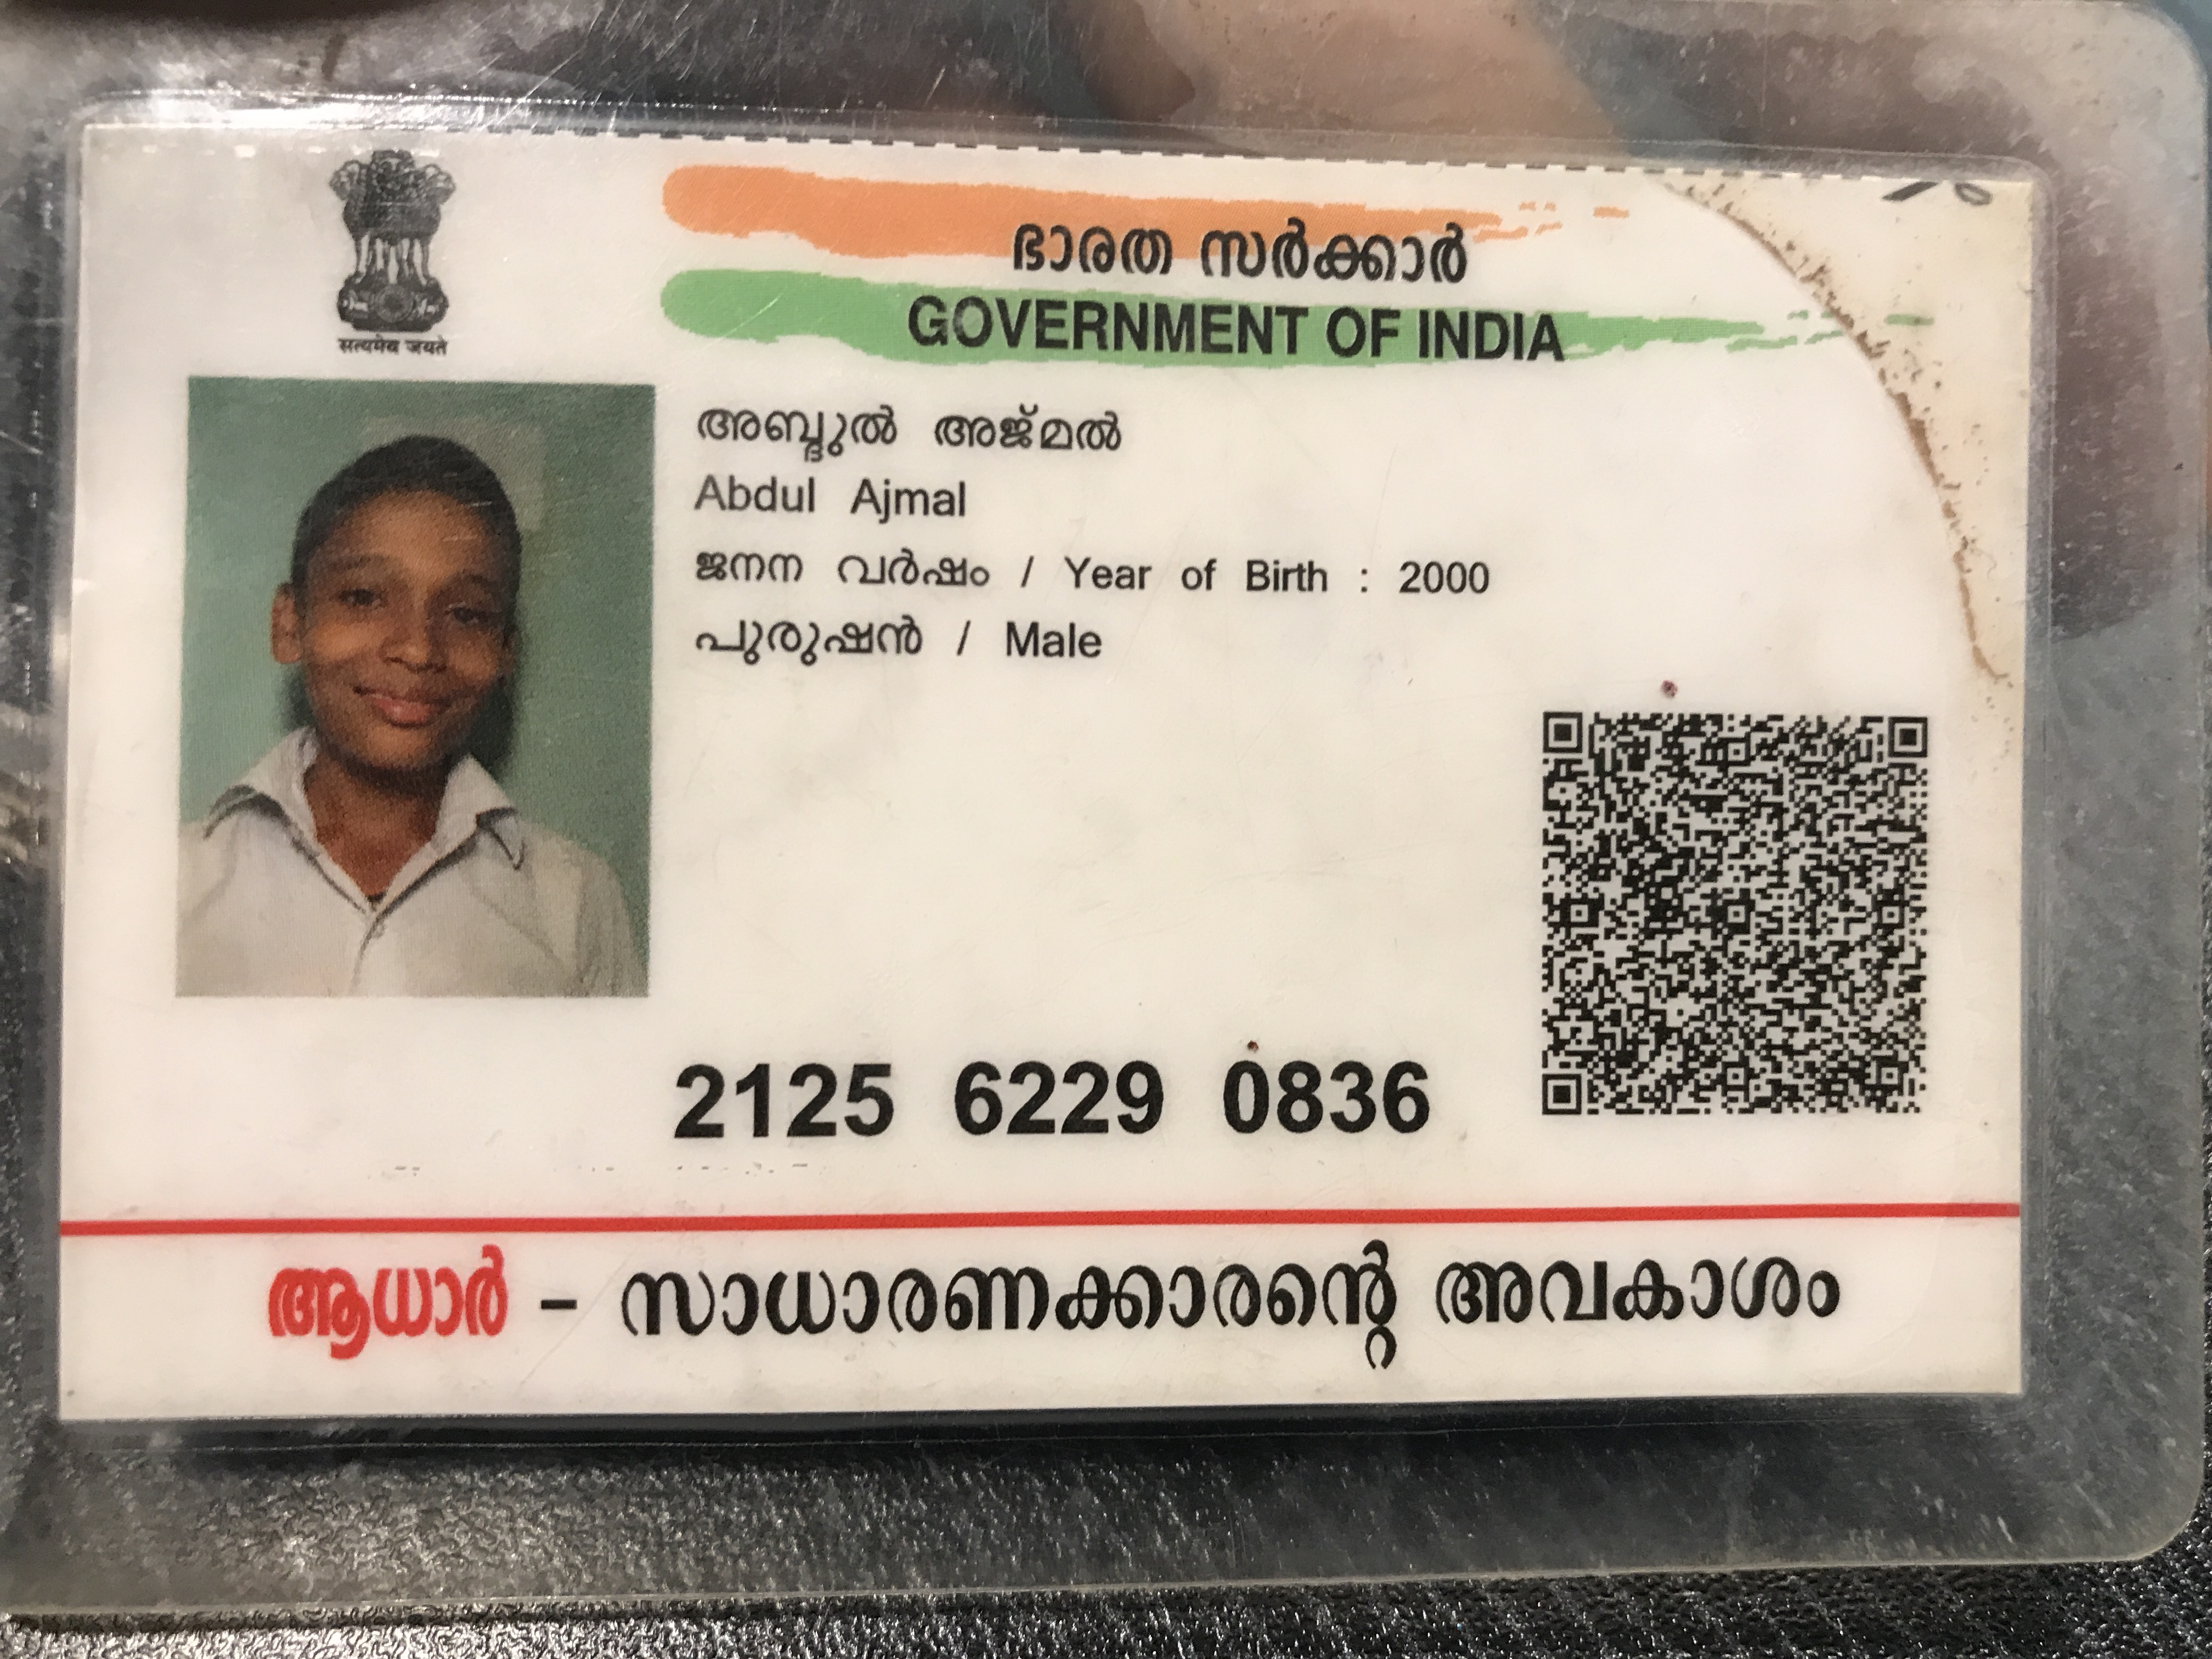 ഭാരത സർക്കാർ
GOVERNMENT OF INDIA
सत्यमेव जयते
അബ്ദുൽ അജ്മൽ
Abdul Ajmal
ജനന വർഷം / Year of Birth : 2000
പുരുഷൻ / Male
2125 6229 0836
ആധാർ – സാധാരണക്കാരന്റെ അവകാശം